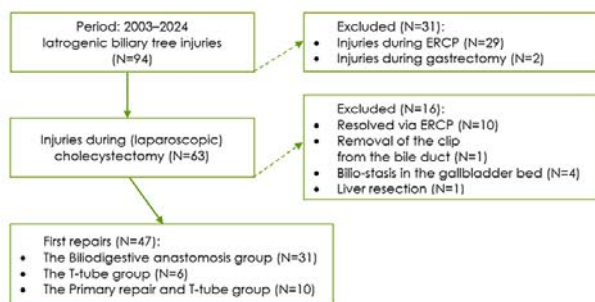 Period: 2003–2024
Iatrogenic biliary tree injuries
(N=94)
Excluded (N=31):
• Injuries during ERCP (N=29)
• Injuries during gastrectomy (N=2)
Injuries during (laparoscopic)
cholecystectomy (N=63)
Excluded (N=16):
• Resolved via ERCP (N=10)
• Removal of the clip
from the bile duct (N=1)
• Bilio-stasis in the gallbladder bed (N=4)
• Liver resection (N=1)
First repairs (N=47):
• The Biliodigestive anastomosis group (N=31)
• The T-tube group (N=6)
• The Primary repair and T-tube group (N=10)